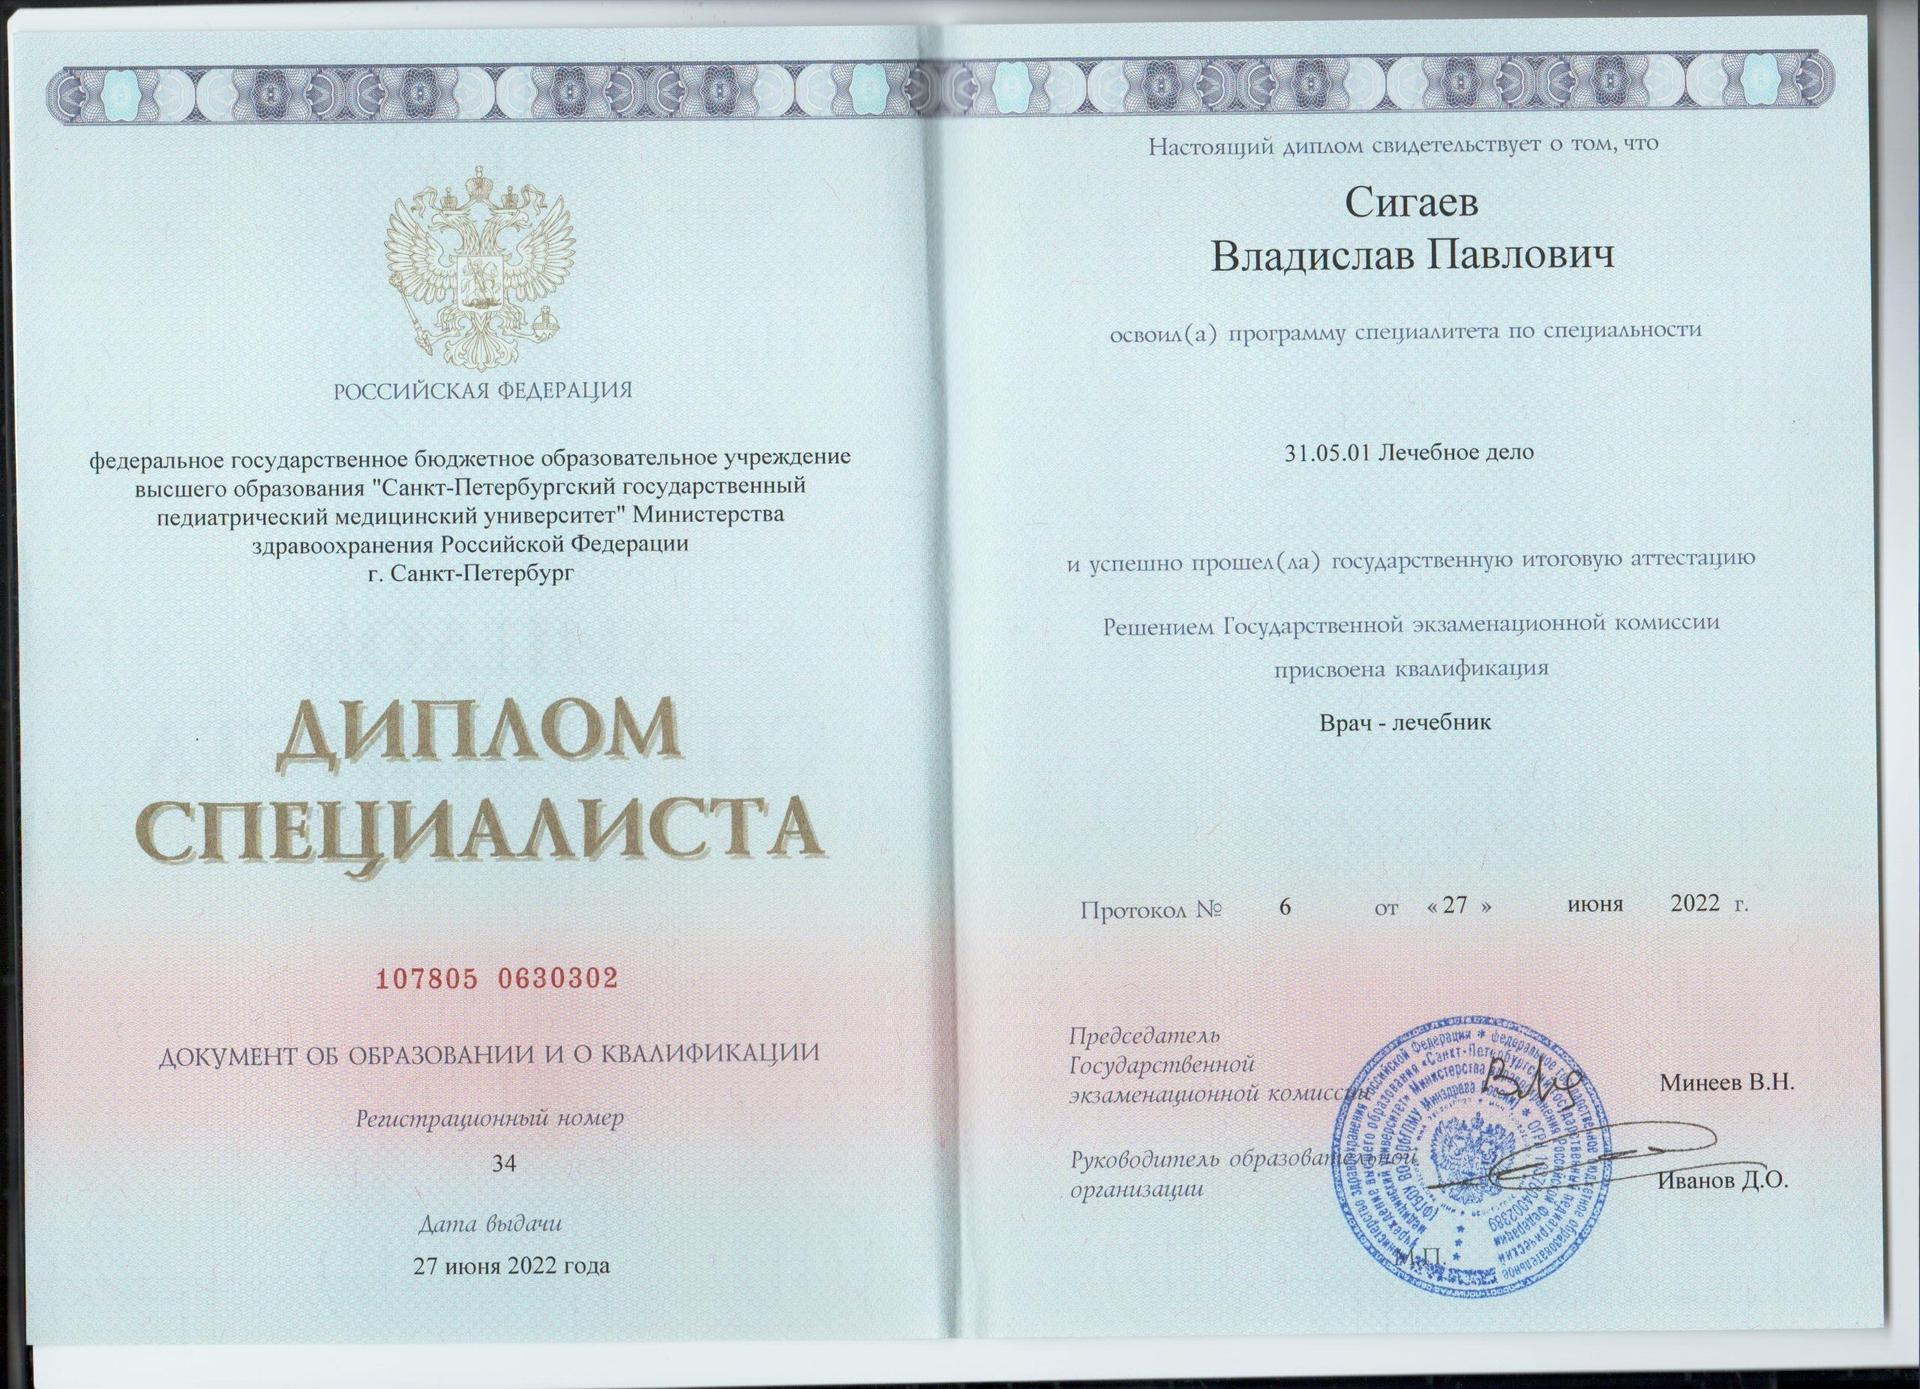 РОССИЙСКАЯ ФЕДЕРАЦИЯ
федеральное государственное бюджетное образовательное учреждение
высшего образования "Санкт-Петербургский государственный
педиатрический медицинский университет" Министерства
здравоохранения Российской Федерации
г. Санкт-Петербург
ДИПЛОМ
СПЕЦИАЛИСТА
107805 0630302
ДОКУМЕНТ ОБ ОБРАЗОВАНИИ И О КВАЛИФИКАЦИИ
Регистрационный номер
34
Дата выдачи
27 июня 2022 года
Настоящий диплом свидетельствует о том, что
Сигаев
Владислав Павлович
освоил(а) программу специалитета по специальности
31.05.01 Лечебное дело
и успешно прошел(ла) государственную итоговую аттестацию
Решением Государственной экзаменационной комиссии
присвоена квалификация
Врач - лечебник
Протокол № 6 от «27 » июня 2022 г.
Председатель
Государственной
экзаменационной комиссии
Минеев В.Н.
Руководитель образовательной
организации
Иванов Д.О.
М.П.